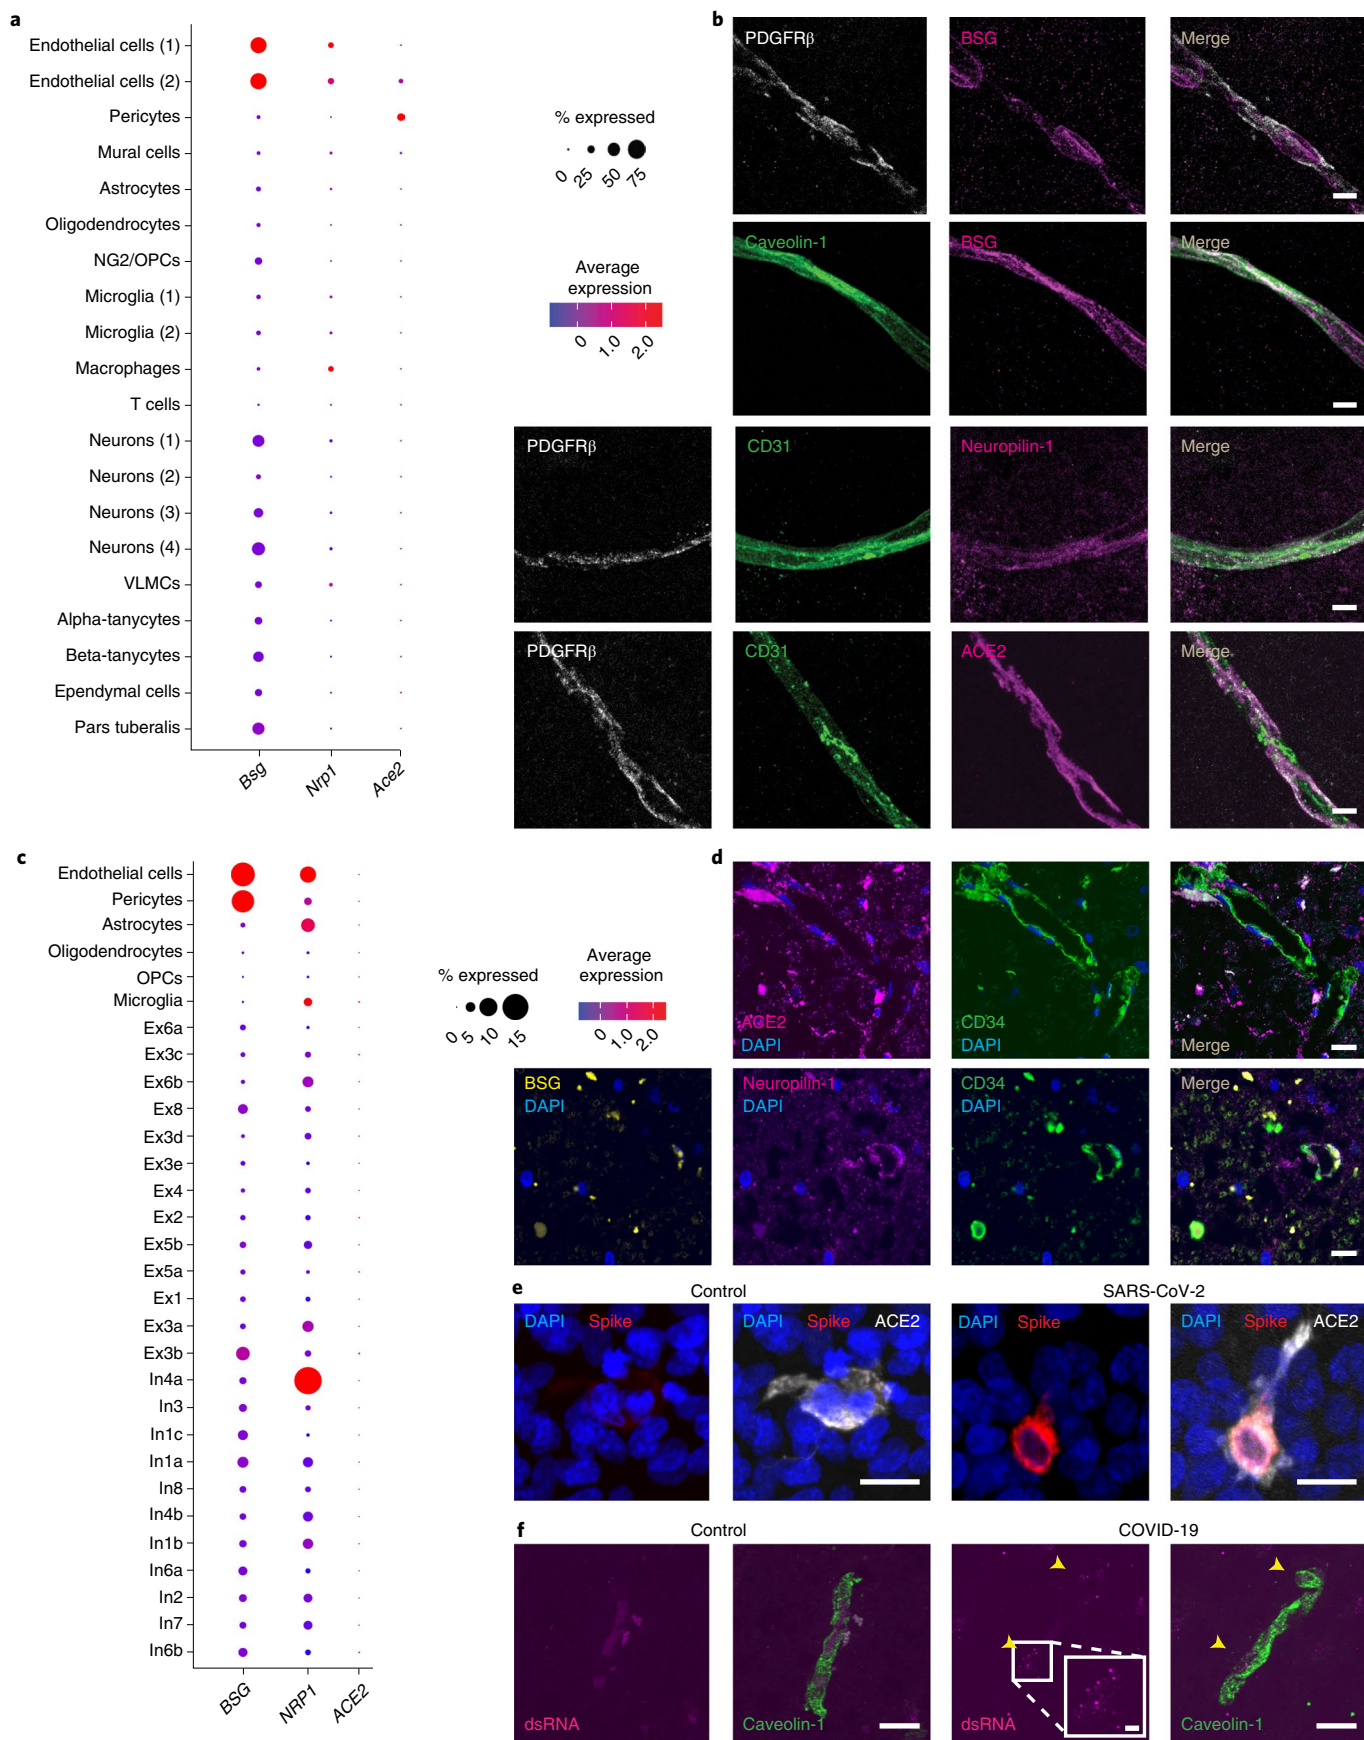 a
Endothelial cells (1)
Endothelial cells (2)
Pericytes
Mural cells
Astrocytes
Oligodendrocytes
NG2/OPCs
Microglia (1)
Microglia (2)
Macrophages
T cells
Neurons (1)
Neurons (2)
Neurons (3)
Neurons (4)
VLMCs
Alpha-tanycytes
Beta-tanycytes
Ependymal cells
Pars tuberalis
Bsg Nrp1 Ace2
% expressed
0 25 50 75
Average
expression
0 1.0 2.0
b
PDGFRβ BSG Merge
Caveolin-1 BSG Merge
PDGFRβ CD31 Neuropilin-1 Merge
PDGFRβ CD31 ACE2 Merge
c
Endothelial cells
Pericytes
Astrocytes
Oligodendrocytes
OPCs
Microglia
Ex6a
Ex3c
Ex6b
Ex8
Ex3d
Ex3e
Ex4
Ex2
Ex5b
Ex5a
Ex1
Ex3a
Ex3b
In4a
In3
In1c
In1a
In8
In4b
In1b
In6a
In2
In7
In6b
BSG NRP1 ACE2
% expressed
0 5 10 15
Average
expression
0 1.0 2.0
d
ACE2
DAPI
CD34
DAPI
Merge
BSG
DAPI
Neuropilin-1
DAPI
CD34
DAPI
Merge
e
Control SARS-CoV-2
DAPI Spike DAPI Spike ACE2 DAPI Spike DAPI Spike ACE2
f
Control COVID-19
dsRNA Caveolin-1 dsRNA Caveolin-1